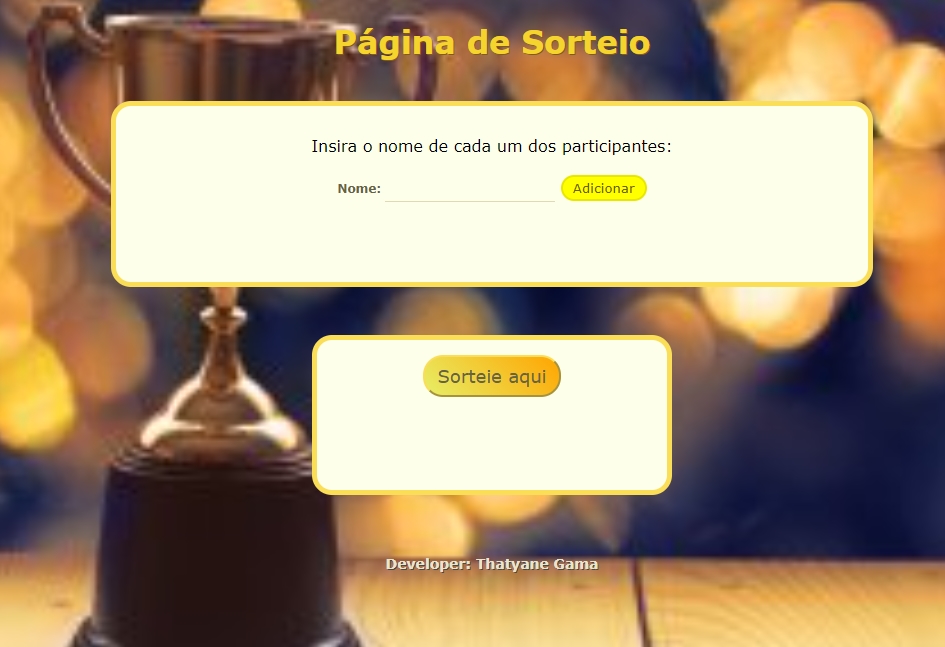 Página de Sorteio
Insira o nome de cada um dos participantes:
Nome: Adicionar
Sorteie aqui
Developer: Thatyane Gama